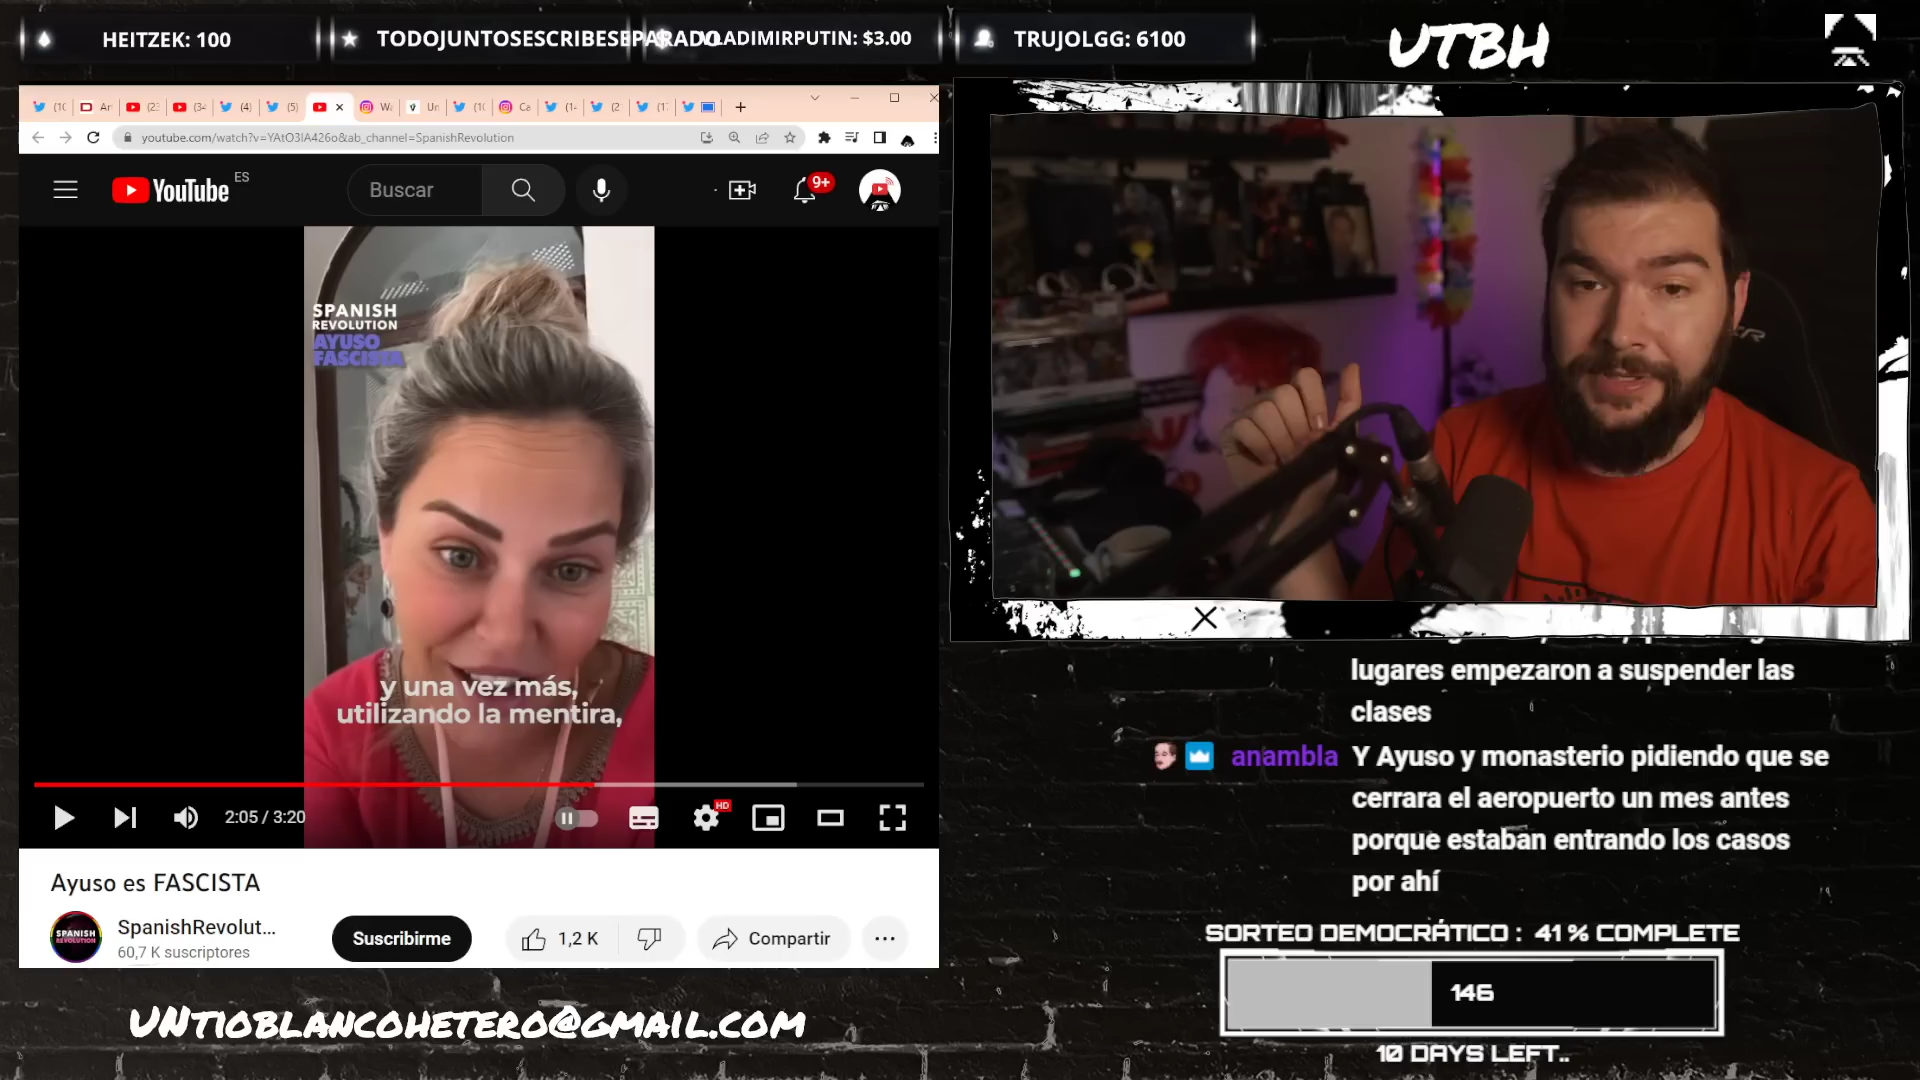 HEITZEK: 100
TODOJUNTOSESCRIBESEPARADO
VLADIMIRPUTIN: $3.00
TRUJOLGG: 6100
UTBH
youtube.com/watch?v=YAtO3IA426o&ab_channel=SpanishRevolution
YouTube ES
Buscar
9+
SPANISH
REVOLUTION
AYUSO
FASCISTA
y una vez más,
utilizando la mentira,
2:05 / 3:20
HD
Ayuso es FASCISTA
SPANISH
REVOLUTION
SpanishRevolut...
60,7 K suscriptores
Suscribirme
1,2 K
Compartir
UNtioblancohetero@gmail.com
lugares empezaron a suspender las
clases
anambla Y Ayuso y monasterio pidiendo que se
cerrara el aeropuerto un mes antes
porque estaban entrando los casos
por ahí
SORTEO DEMOCRÁTICO : 41 % COMPLETE
146
10 DAYS LEFT..